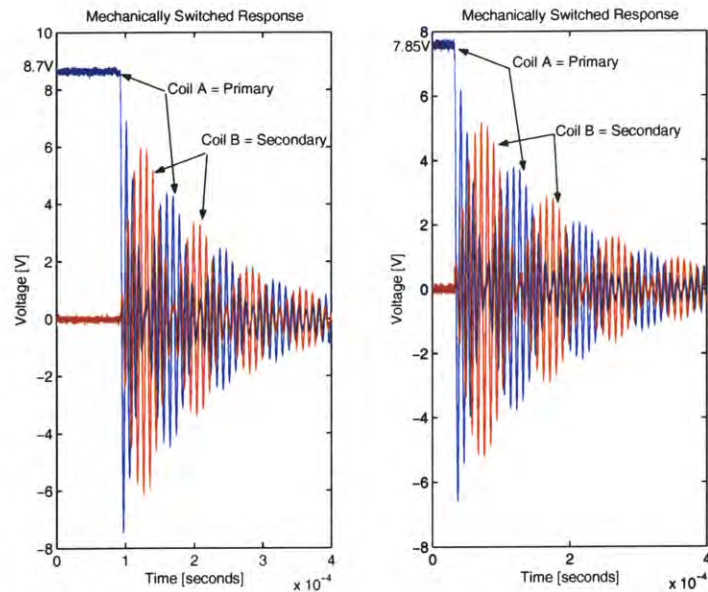 Mechanically Switched Response
10
8.7V
8
6
4
2
0
−2
−4
−6
−8
Voltage [V]
Coil A = Primary
Coil B = Secondary
0
1
2
3
4
Time [seconds]
x 10⁻⁴
Mechanically Switched Response
8
7.85V
6
4
2
0
−2
−4
−6
−8
Voltage [V]
Coil A = Primary
Coil B = Secondary
0
2
4
Time [seconds]
x 10⁻⁴